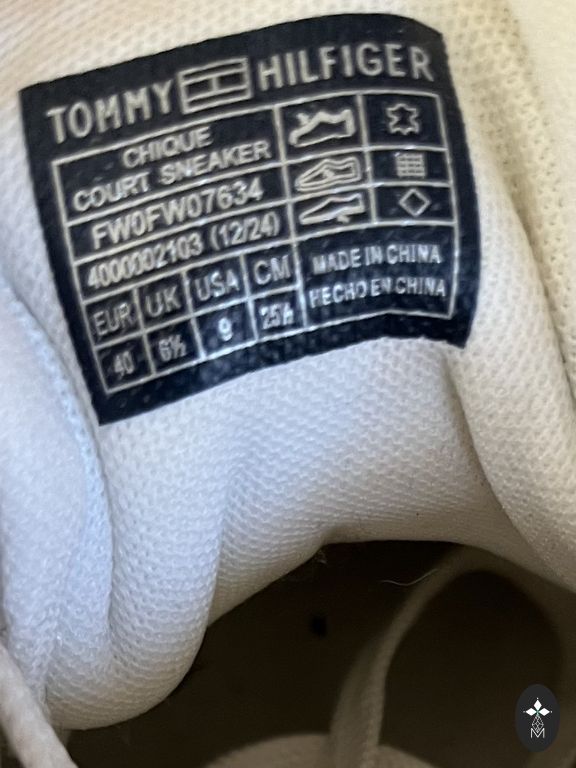 TOMMY HILFIGER
CHIQUE
COURT SNEAKER
FW0FW07634
4000002103 (12/24)
EUR UK USA CM
40 6½ 9 25½
MADE IN CHINA
HECHO EN CHINA
M